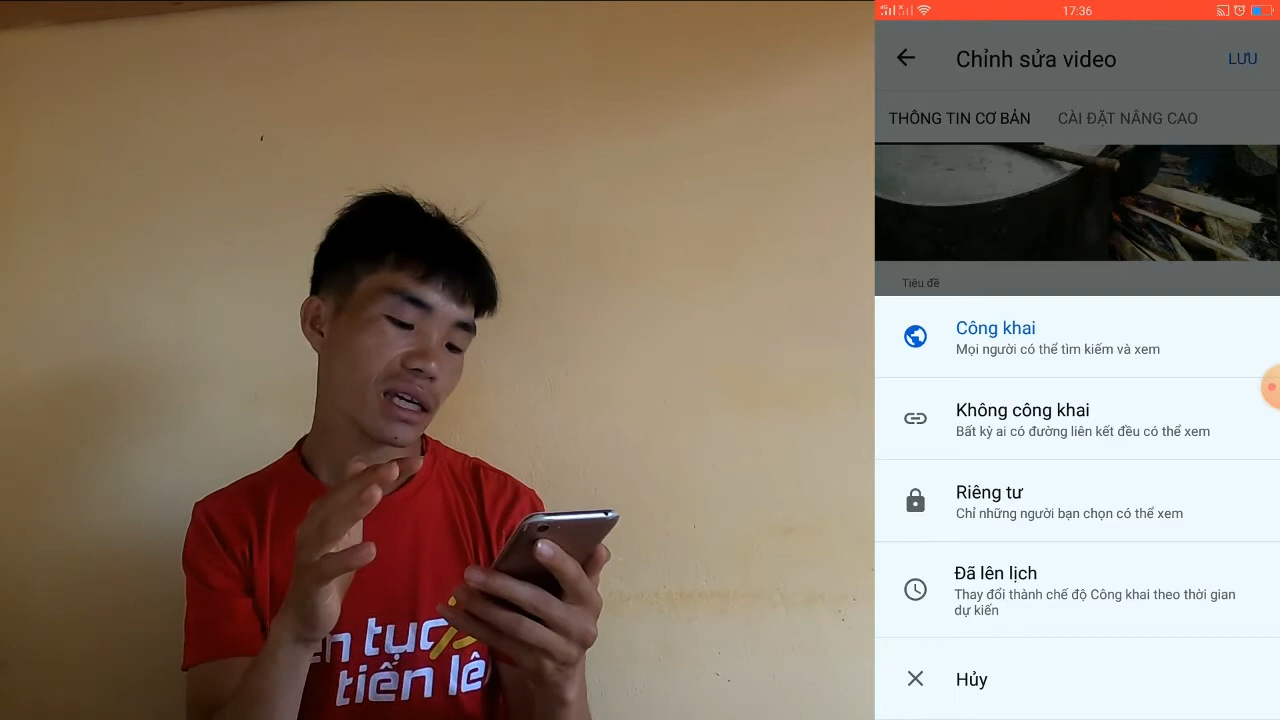 17:36
Chỉnh sửa video
LƯU
THÔNG TIN CƠ BẢN
CÀI ĐẶT NÂNG CAO
Tiêu đề
Công khai
Mọi người có thể tìm kiếm và xem
Không công khai
Bất kỳ ai có đường liên kết đều có thể xem
Riêng tư
Chỉ những người bạn chọn có thể xem
Đã lên lịch
Thay đổi thành chế độ Công khai theo thời gian
dự kiến
Hủy
tục
tiến